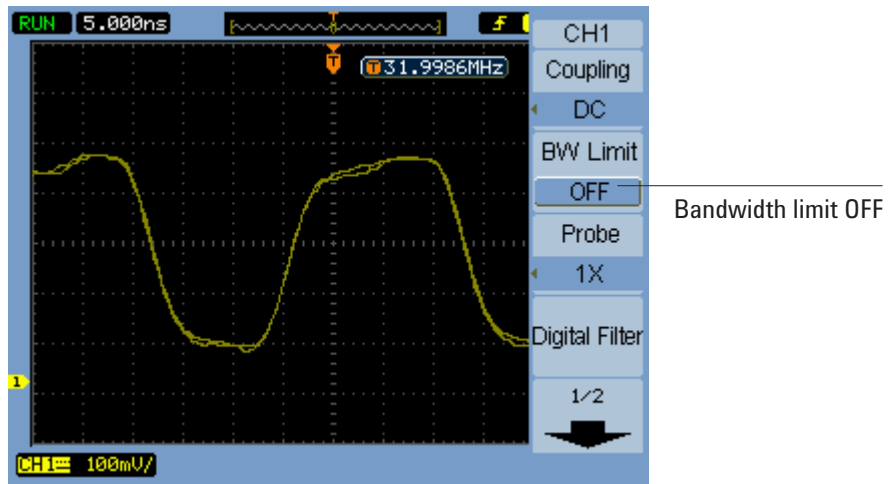 RUN 5.000ns
T
T 31.9986MHz
CH1
Coupling
DC
BW Limit
OFF
Bandwidth limit OFF
Probe
1X
Digital Filter
1/2
1
CH1 100mV/